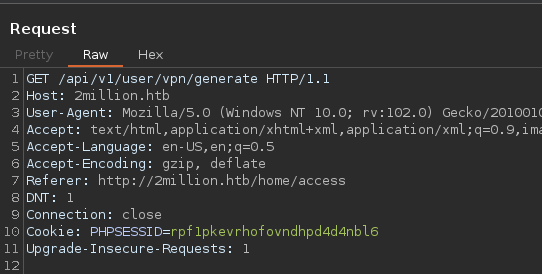 Request
Pretty Raw Hex
1 GET /api/v1/user/vpn/generate HTTP/1.1
2 Host: 2million.htb
3 User-Agent: Mozilla/5.0 (Windows NT 10.0; rv:102.0) Gecko/2010010
4 Accept: text/html,application/xhtml+xml,application/xml;q=0.9,ima
5 Accept-Language: en-US,en;q=0.5
6 Accept-Encoding: gzip, deflate
7 Referer: http://2million.htb/home/access
8 DNT: 1
9 Connection: close
10 Cookie: PHPSESSID=rpf1pkevrhofovndhpd4d4nbl6
11 Upgrade-Insecure-Requests: 1
12